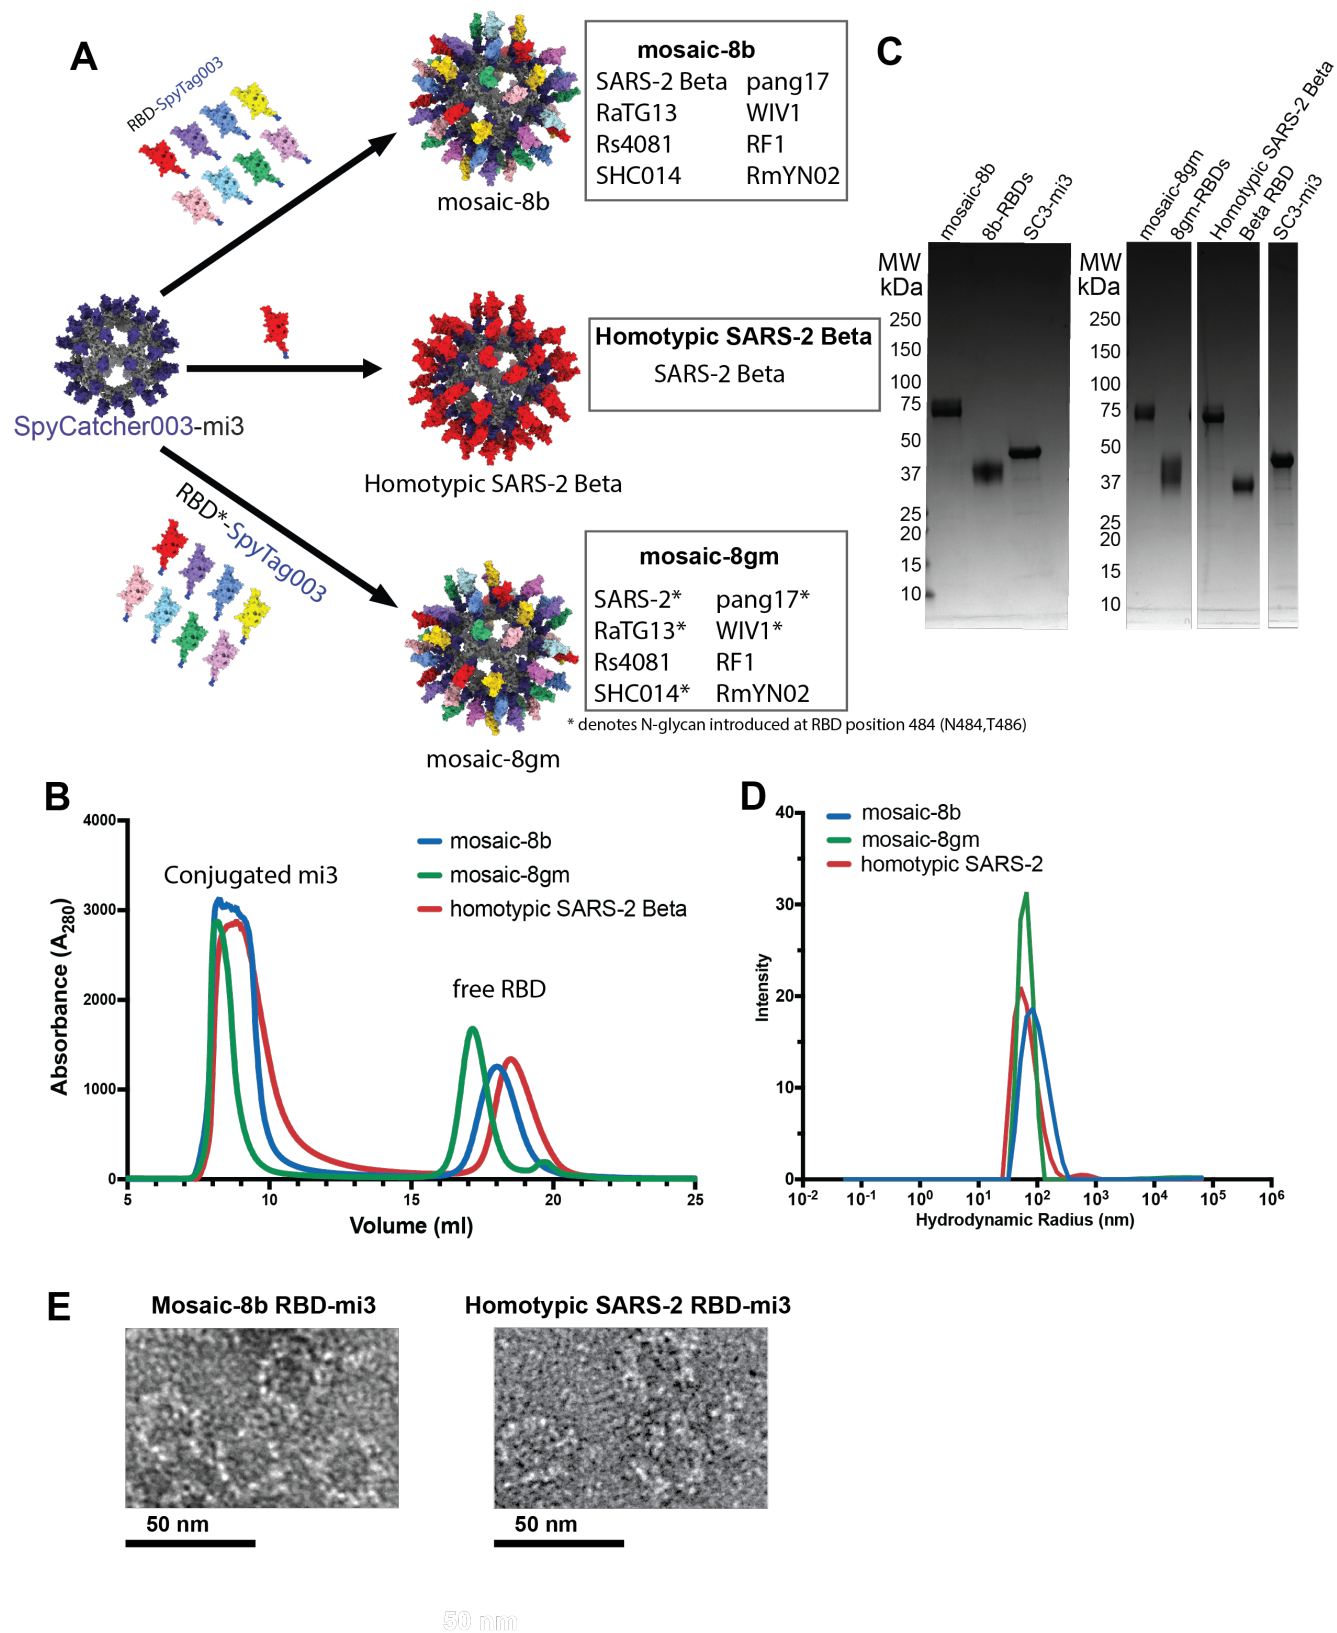 A
RBD-SpyTag003
mosaic-8b
mosaic-8b
SARS-2 Beta pang17
RaTG13 WIV1
Rs4081 RF1
SHC014 RmYN02
SpyCatcher003-mi3
Homotypic SARS-2 Beta
Homotypic SARS-2 Beta
SARS-2 Beta
RBD*-SpyTag003
mosaic-8gm
mosaic-8gm
SARS-2* pang17*
RaTG13* WIV1*
Rs4081 RF1
SHC014* RmYN02
* denotes N-glycan introduced at RBD position 484 (N484,T486)
C
mosaic-8b
8b-RBDs
SC3-mi3
MW
kDa
250
150
100
75
50
37
25
20
15
10
mosaic-8gm
8gm-RBDs
Homotypic SARS-2 Beta
Beta RBD
SC3-mi3
MW
kDa
250
150
100
75
50
37
25
20
15
10
B
Absorbance (A280)
4000
3000
2000
1000
0
Conjugated mi3
free RBD
mosaic-8b
mosaic-8gm
homotypic SARS-2 Beta
5 10 15 20 25
Volume (ml)
D
Intensity
40
30
20
10
0
mosaic-8b
mosaic-8gm
homotypic SARS-2
10-2 10-1 100 101 102 103 104 105 106
Hydrodynamic Radius (nm)
E
Mosaic-8b RBD-mi3
50 nm
Homotypic SARS-2 RBD-mi3
50 nm
50 nm